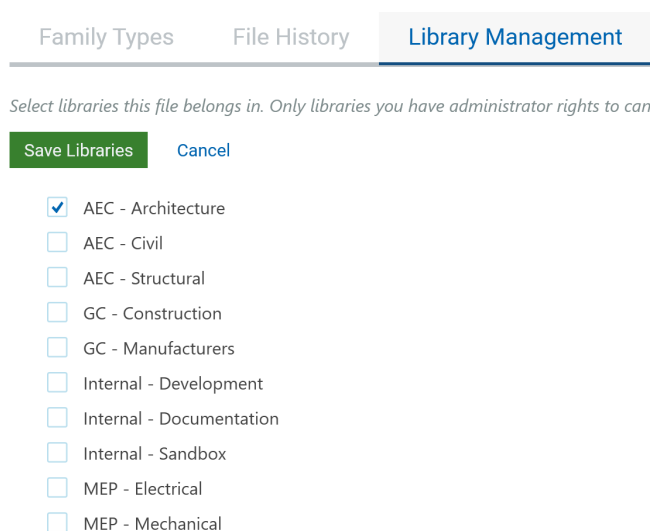 Family Types File History Library Management
Select libraries this file belongs in. Only libraries you have administrator rights to can
Save Libraries Cancel
AEC - Architecture
AEC - Civil
AEC - Structural
GC - Construction
GC - Manufacturers
Internal - Development
Internal - Documentation
Internal - Sandbox
MEP - Electrical
MEP - Mechanical